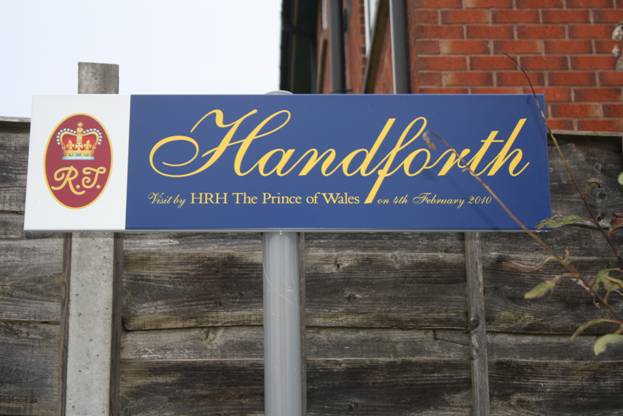 R.T.
Handforth
Visit by HRH The Prince of Wales on 4th February 2010